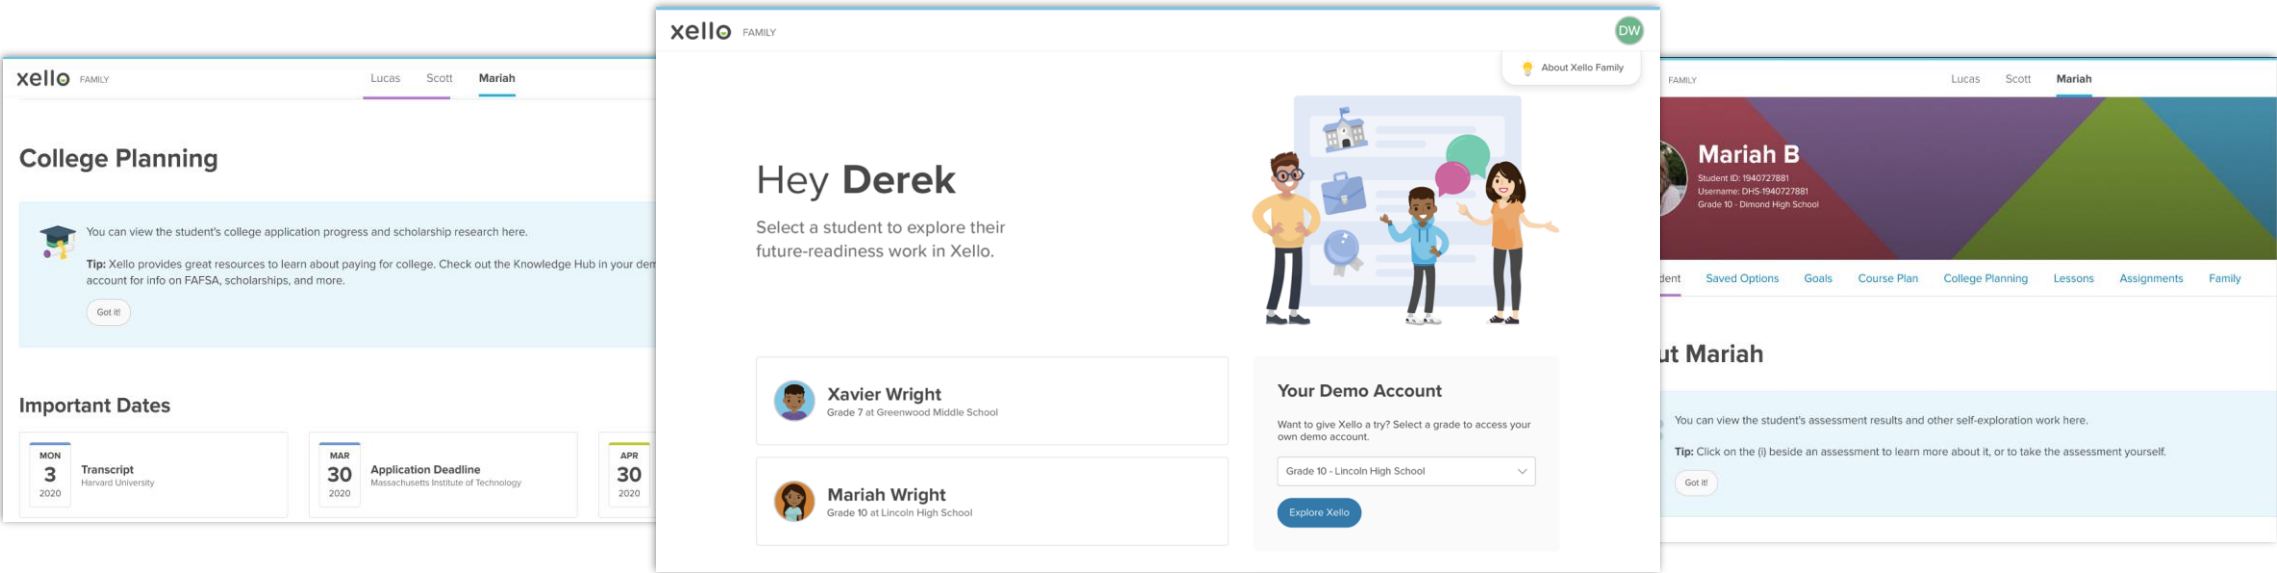 xello FAMILY
Lucas Scott Mariah
College Planning
You can view the student's college application progress and scholarship research here.
Tip: Xello provides great resources to learn about paying for college. Check out the Knowledge Hub in your dem
account for info on FAFSA, scholarships, and more.
Got it!
Important Dates
MON
3
2020
Transcript
Harvard University
MAR
30
2020
Application Deadline
Massachusetts Institute of Technology
APR
30
2020
xello FAMILY
DW
About Xello Family
Hey Derek
Select a student to explore their
future-readiness work in Xello.
Xavier Wright
Grade 7 at Greenwood Middle School
Mariah Wright
Grade 10 at Lincoln High School
Your Demo Account
Want to give Xello a try? Select a grade to access your
own demo account.
Grade 10 - Lincoln High School
Explore Xello
FAMILY
Lucas Scott Mariah
Mariah B
Student ID: 1940727881
Username: DHS-1940727881
Grade 10 - Dimond High School
dent Saved Options Goals Course Plan College Planning Lessons Assignments Family
ut Mariah
You can view the student's assessment results and other self-exploration work here.
Tip: Click on the (i) beside an assessment to learn more about it, or to take the assessment yourself.
Got it!